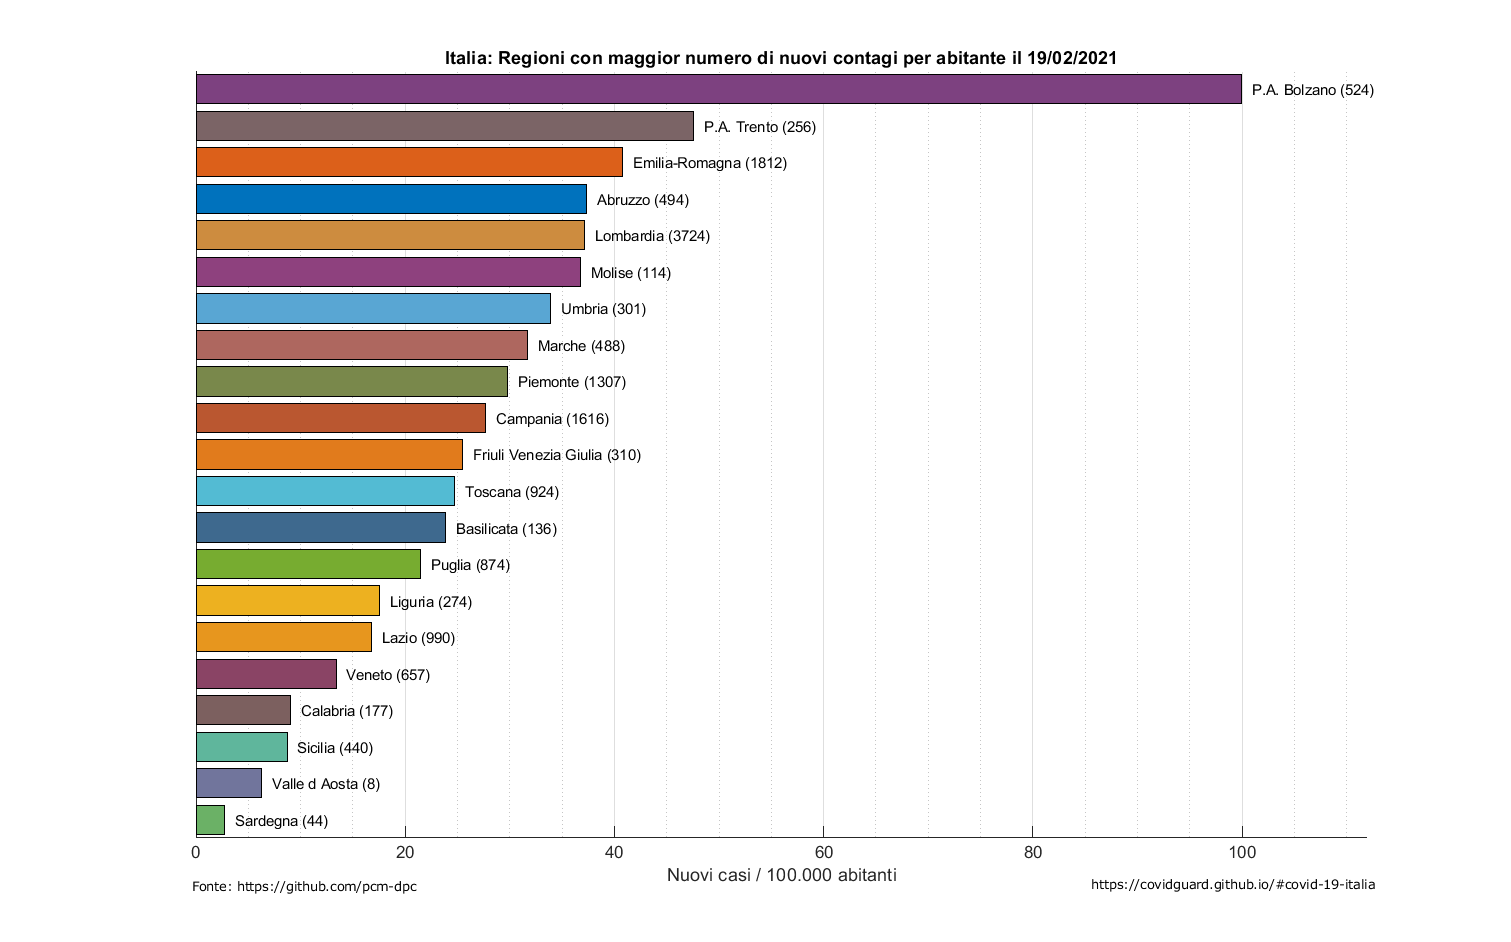 Italia: Regioni con maggior numero di nuovi contagi per abitante il 19/02/2021
P.A. Bolzano (524)
P.A. Trento (256)
Emilia-Romagna (1812)
Abruzzo (494)
Lombardia (3724)
Molise (114)
Umbria (301)
Marche (488)
Piemonte (1307)
Campania (1616)
Friuli Venezia Giulia (310)
Toscana (924)
Basilicata (136)
Puglia (874)
Liguria (274)
Lazio (990)
Veneto (657)
Calabria (177)
Sicilia (440)
Valle d Aosta (8)
Sardegna (44)
0 20 40 60 80 100
Nuovi casi / 100.000 abitanti
Fonte: https://github.com/pcm-dpc
https://covidguard.github.io/#covid-19-italia